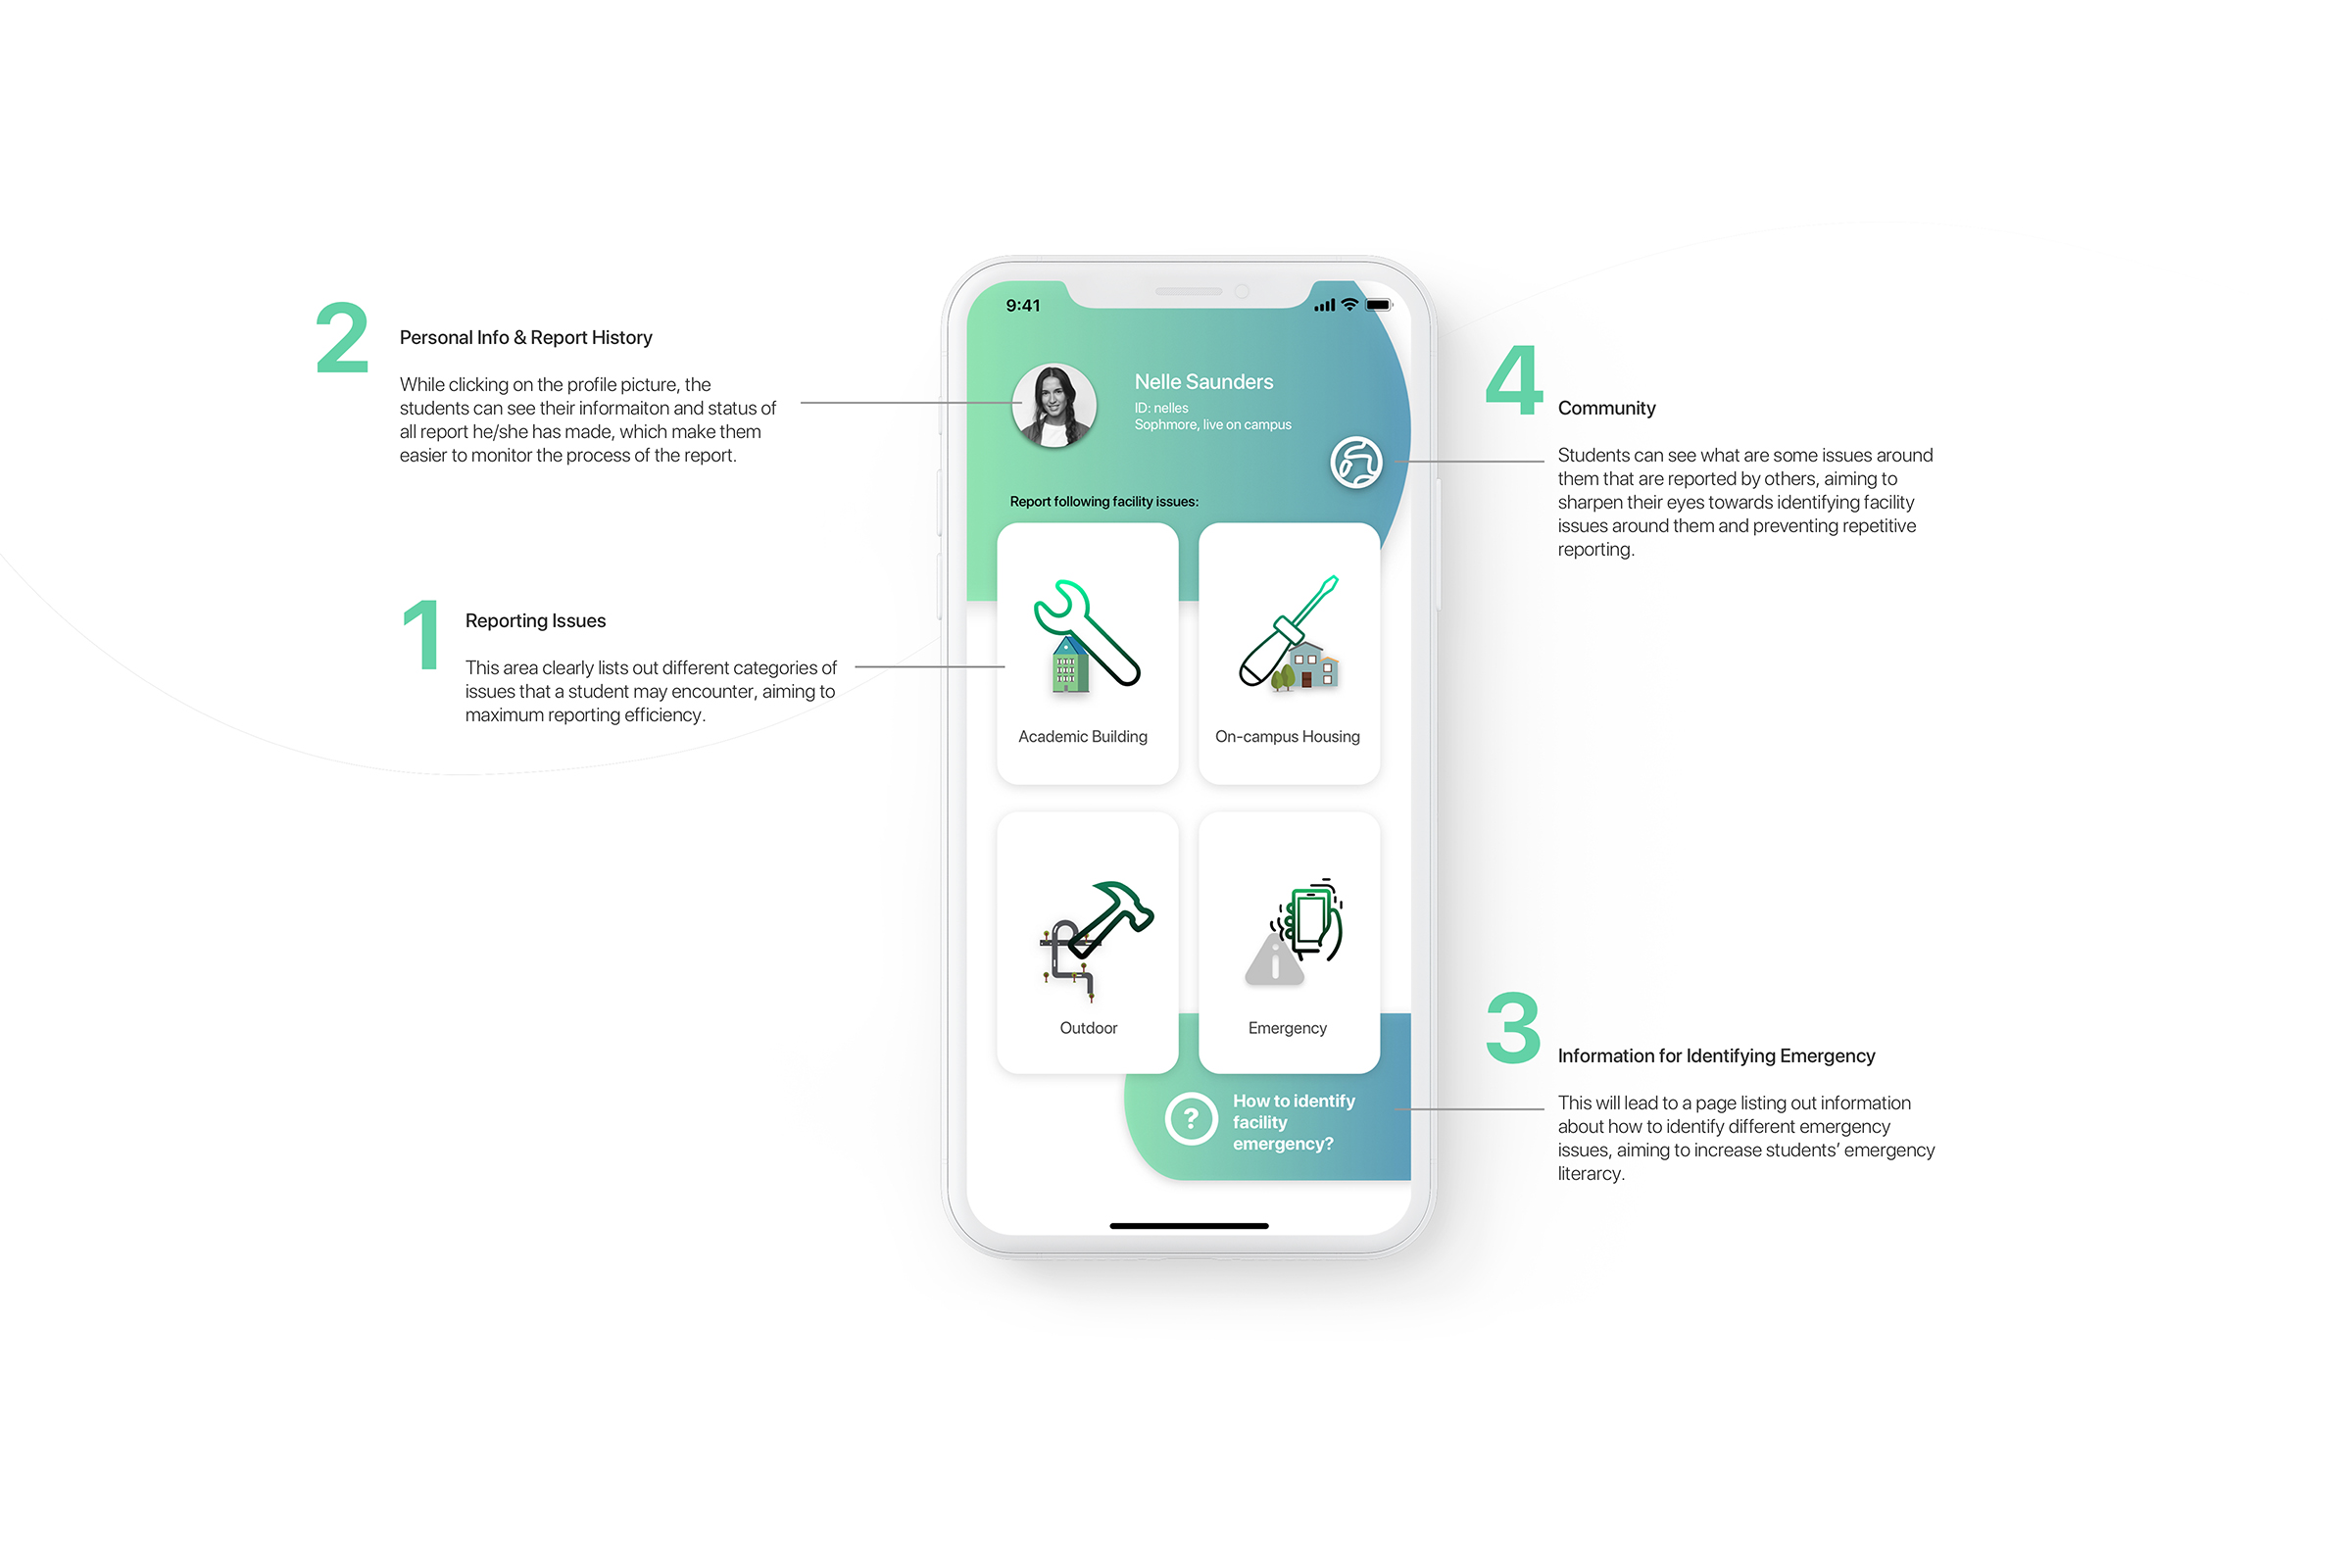 2
Personal Info & Report History
While clicking on the profile picture, the
students can see their informaiton and status of
all report he/she has made, which make them
easier to monitor the process of the report.
1
Reporting Issues
This area clearly lists out different categories of
issues that a student may encounter, aiming to
maximum reporting efficiency.
9:41
Nelle Saunders
ID: nelles
Sophmore, live on campus
Report following facility issues:
Academic Building
On-campus Housing
Outdoor
Emergency
?
How to identify
facility
emergency?
4
Community
Students can see what are some issues around
them that are reported by others, aiming to
sharpen their eyes towards identifying facility
issues around them and preventing repetitive
reporting.
3
Information for Identifying Emergency
This will lead to a page listing out information
about how to identify different emergency
issues, aiming to increase students’ emergency
literarcy.